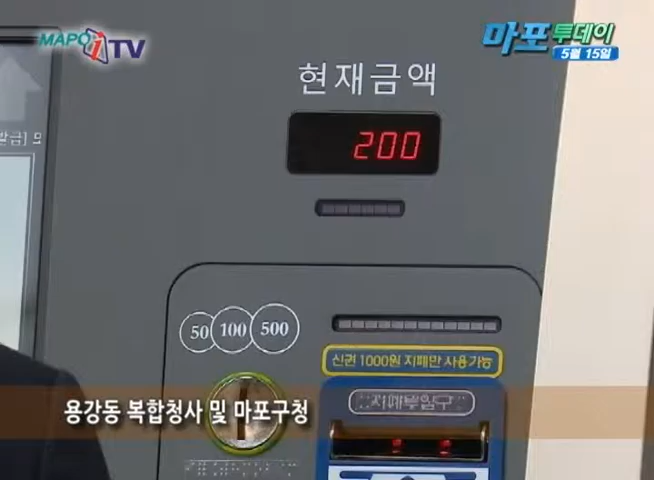 MAPO i TV
마포 투데이
5월 15일
현재금액
발급]
200
50 100 500
신권 1000원 지폐만 사용가능
지폐투입구
용강동 복합청사 및 마포구청